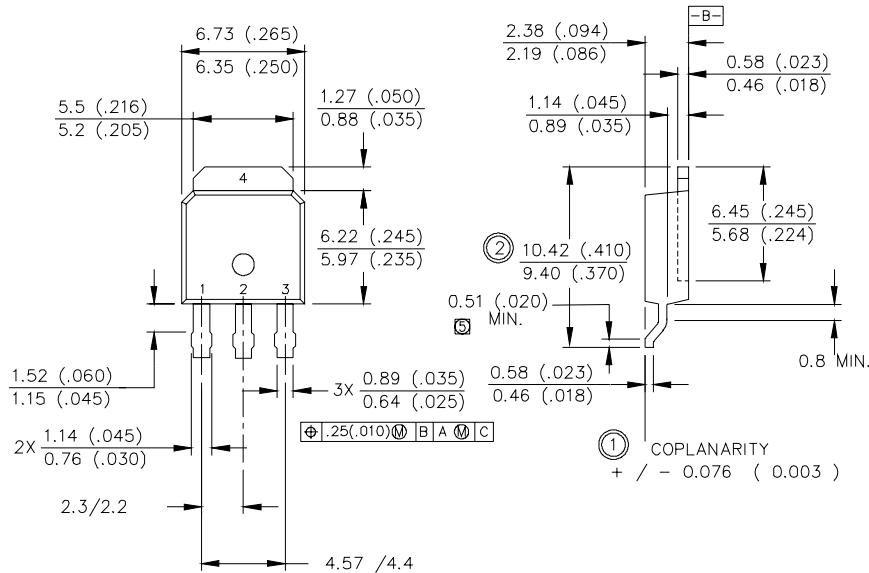 6.73 (.265)
6.35 (.250)
5.5 (.216)
5.2 (.205)
1.27 (.050)
0.88 (.035)
4
6.22 (.245)
5.97 (.235)
1 2 3
1.52 (.060)
1.15 (.045)
2X 1.14 (.045)
0.76 (.030)
3X 0.89 (.035)
0.64 (.025)
⌖ .25(.010) Ⓜ B A Ⓜ C
2.3/2.2
4.57 /4.4
-B-
2.38 (.094)
2.19 (.086)
0.58 (.023)
0.46 (.018)
1.14 (.045)
0.89 (.035)
6.45 (.245)
5.68 (.224)
② 10.42 (.410)
9.40 (.370)
0.51 (.020)
MIN.
5
0.8 MIN.
0.58 (.023)
0.46 (.018)
① COPLANARITY
+ / - 0.076 ( 0.003 )